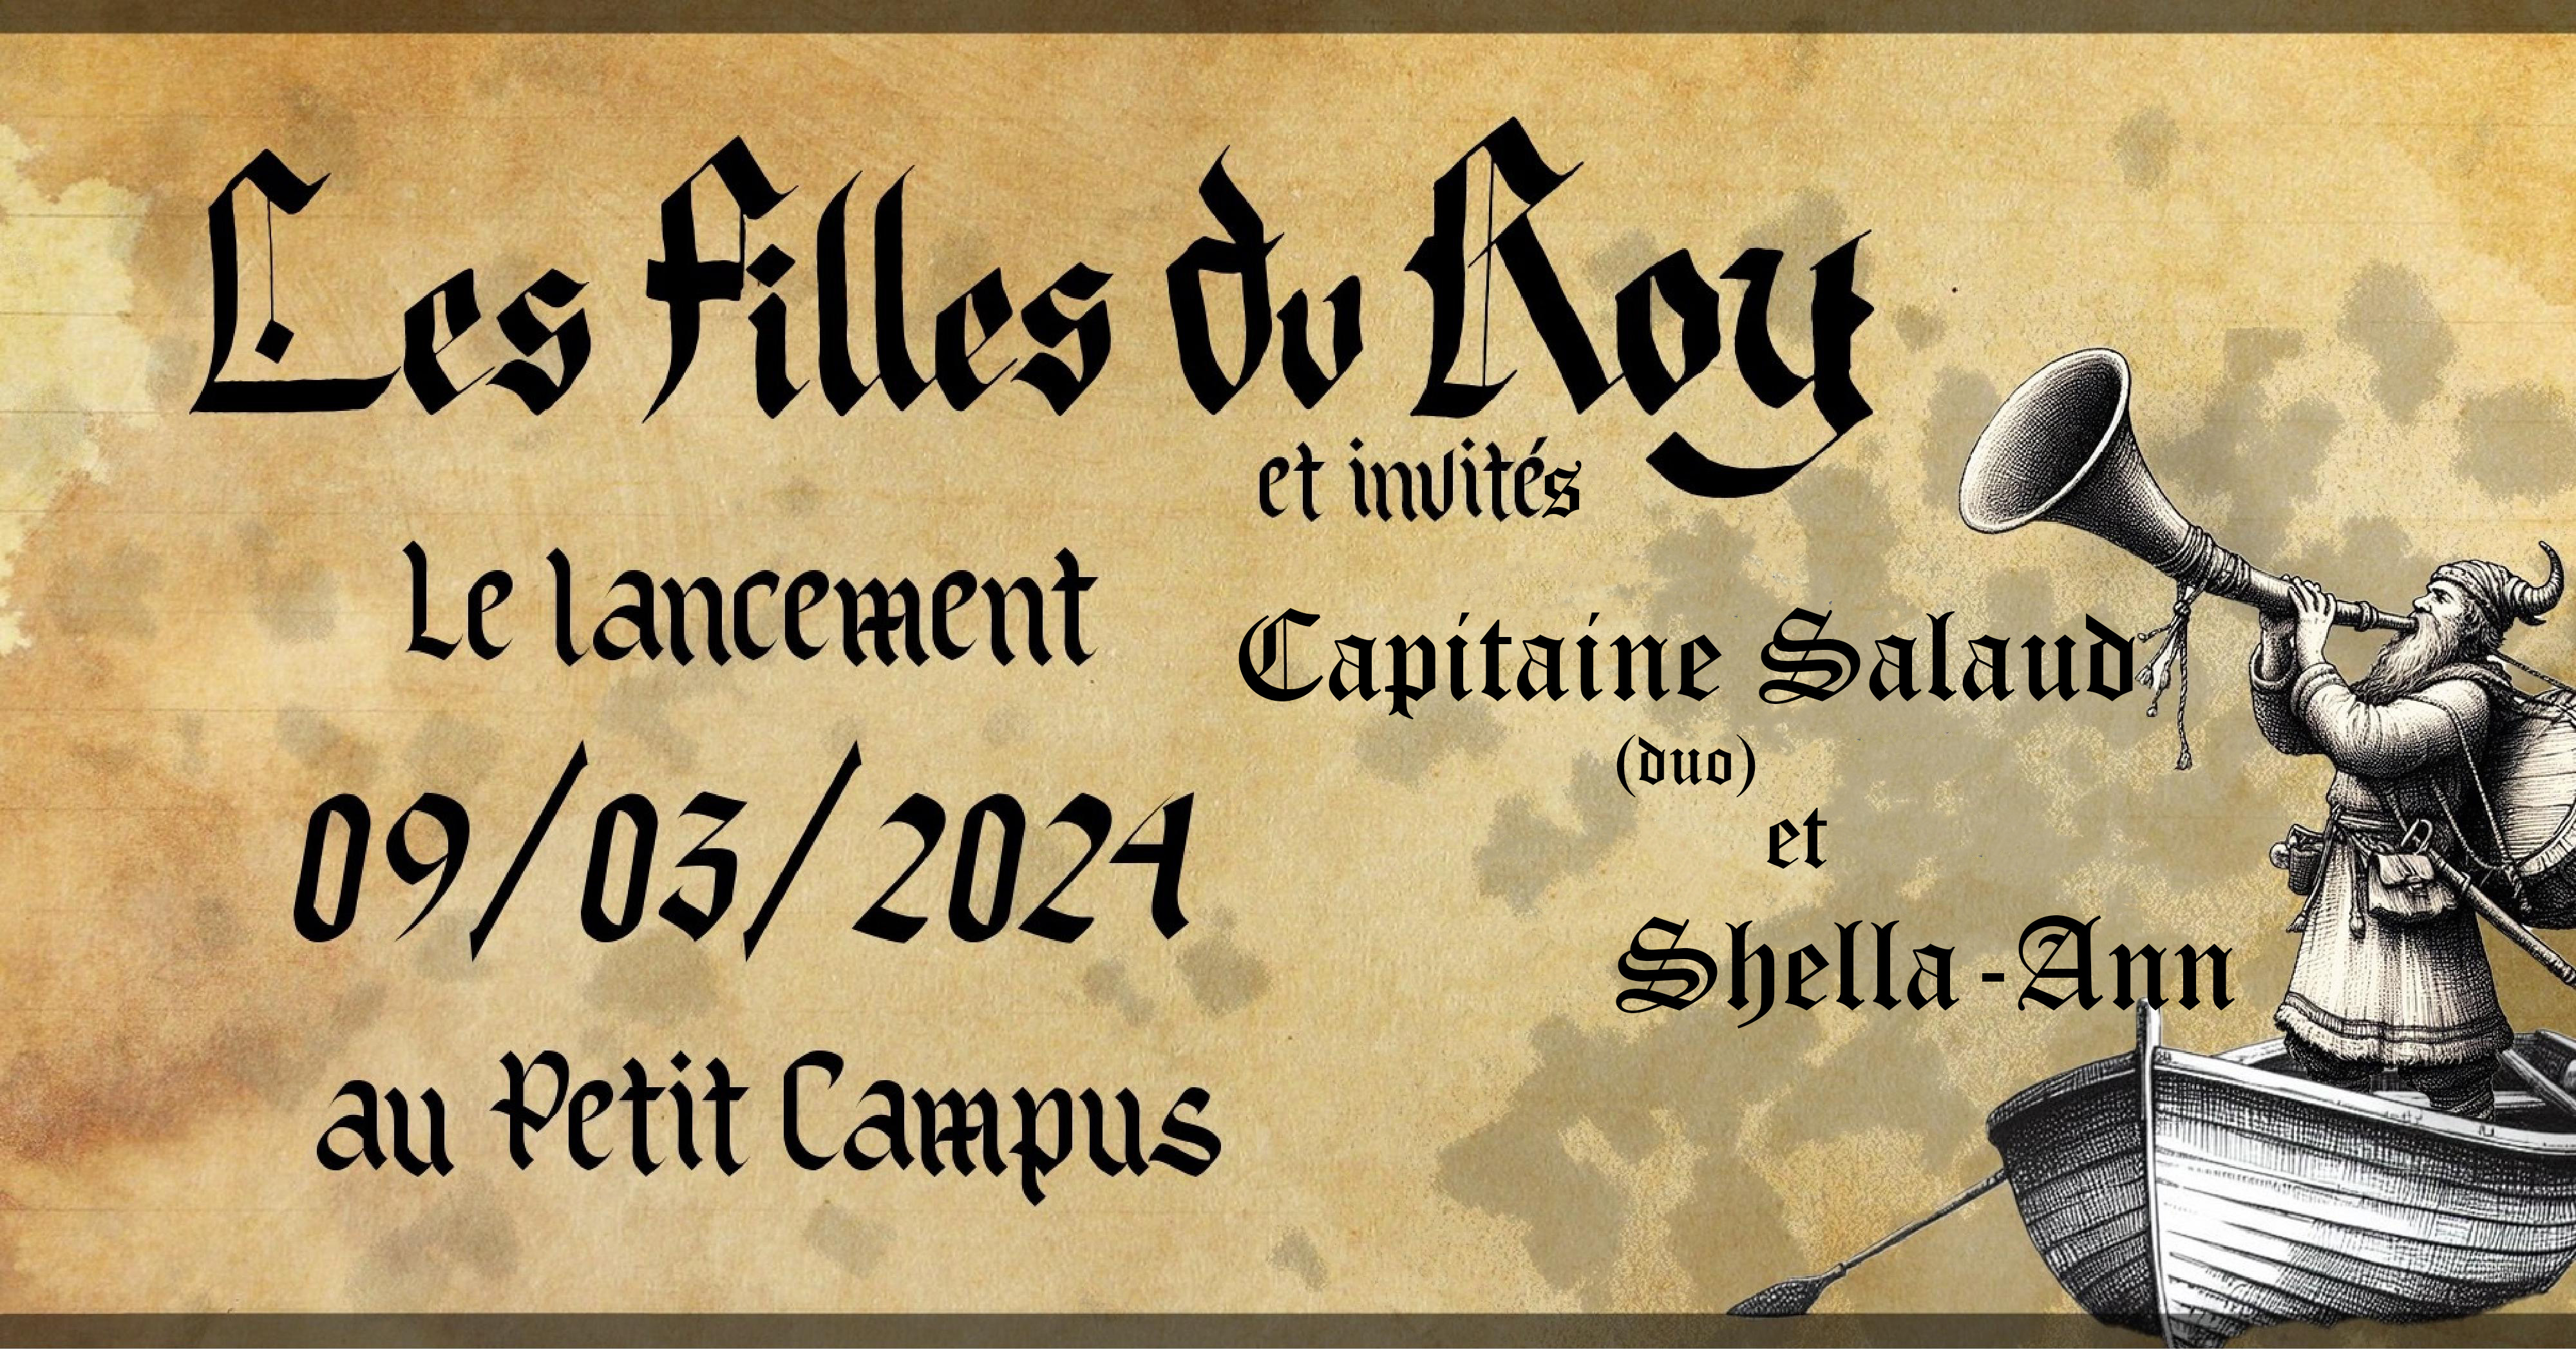 Les filles du Roy
et invités
Le lancement
09/03/2024
au Petit Campus
Capitaine Salaud
(duo)
et
Shella-Ann